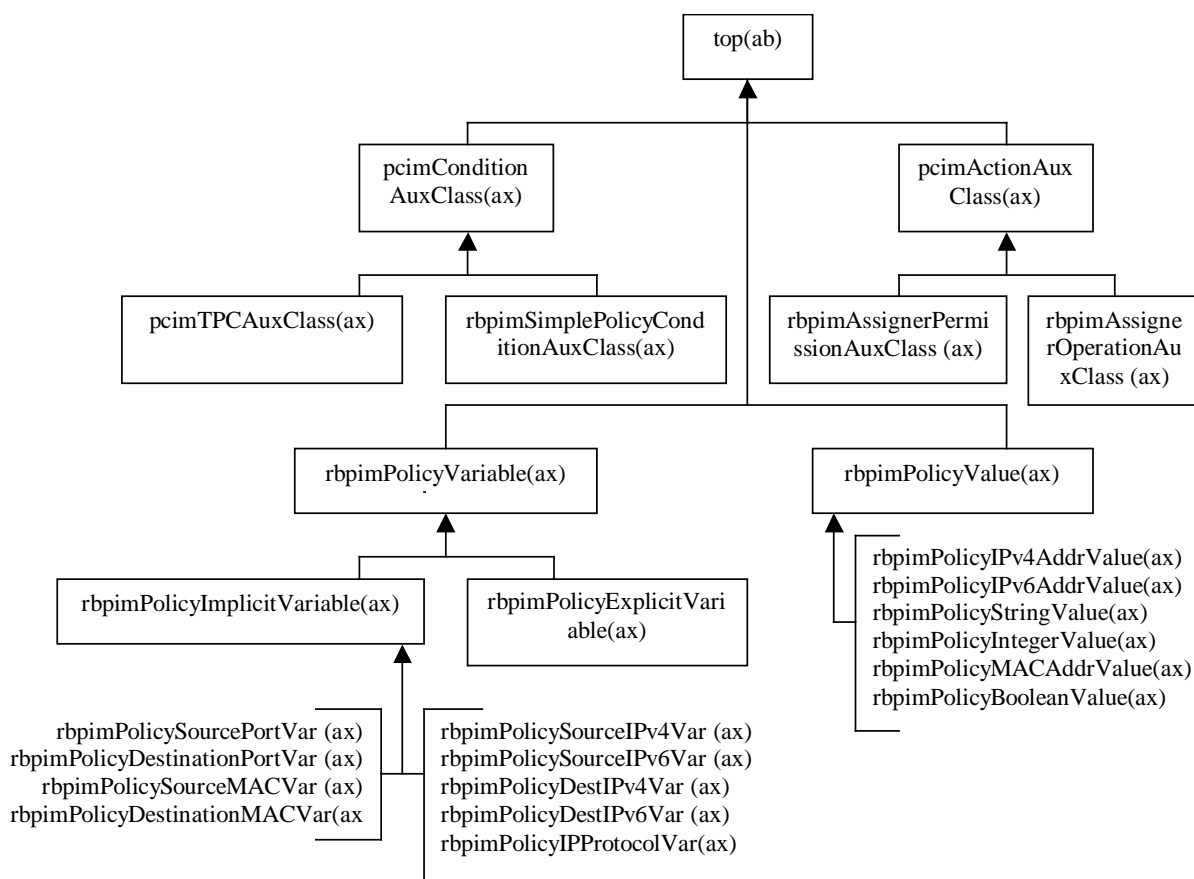 top(ab)
pcimCondition
AuxClass(ax)
pcimActionAux
Class(ax)
pcimTPCAuxClass(ax)
rbpimSimplePolicyCond
itionAuxClass(ax)
rbpimAssignerPermi
ssionAuxClass (ax)
rbpimAssigne
rOperationAu
xClass (ax)
rbpimPolicyVariable(ax)
rbpimPolicyValue(ax)
rbpimPolicyImplicitVariable(ax)
rbpimPolicyExplicitVari
able(ax)
rbpimPolicyIPv4AddrValue(ax)
rbpimPolicyIPv6AddrValue(ax)
rbpimPolicyStringValue(ax)
rbpimPolicyIntegerValue(ax)
rbpimPolicyMACAddrValue(ax)
rbpimPolicyBooleanValue(ax)
rbpimPolicySourcePortVar (ax)
rbpimPolicyDestinationPortVar (ax)
rbpimPolicySourceMACVar (ax)
rbpimPolicyDestinationMACVar(ax
rbpimPolicySourceIPv4Var (ax)
rbpimPolicySourceIPv6Var (ax)
rbpimPolicyDestIPv4Var (ax)
rbpimPolicyDestIPv6Var (ax)
rbpimPolicyIPProtocolVar(ax)